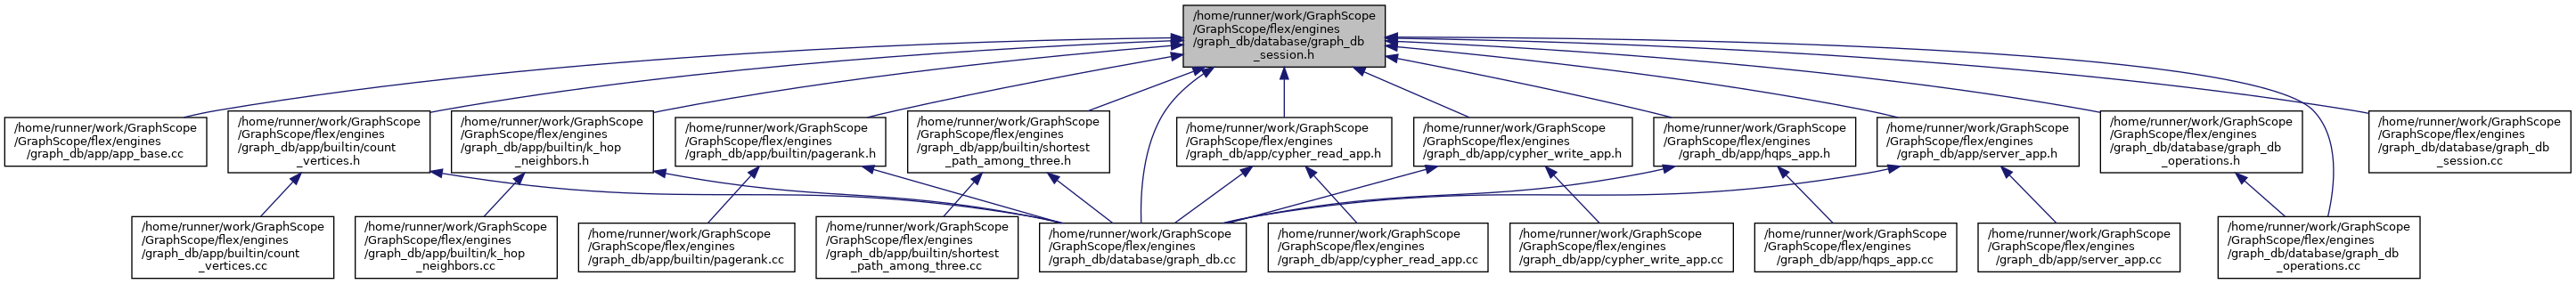 /home/runner/work/GraphScope
/GraphScope/flex/engines
/graph_db/database/graph_db
_session.h
/home/runner/work/GraphScope
/GraphScope/flex/engines
/graph_db/app/app_base.cc
/home/runner/work/GraphScope
/GraphScope/flex/engines
/graph_db/app/builtin/count
_vertices.h
/home/runner/work/GraphScope
/GraphScope/flex/engines
/graph_db/app/builtin/k_hop
_neighbors.h
/home/runner/work/GraphScope
/GraphScope/flex/engines
/graph_db/app/builtin/pagerank.h
/home/runner/work/GraphScope
/GraphScope/flex/engines
/graph_db/app/builtin/shortest
_path_among_three.h
/home/runner/work/GraphScope
/GraphScope/flex/engines
/graph_db/app/cypher_read_app.h
/home/runner/work/GraphScope
/GraphScope/flex/engines
/graph_db/app/cypher_write_app.h
/home/runner/work/GraphScope
/GraphScope/flex/engines
/graph_db/app/hqps_app.h
/home/runner/work/GraphScope
/GraphScope/flex/engines
/graph_db/app/server_app.h
/home/runner/work/GraphScope
/GraphScope/flex/engines
/graph_db/database/graph_db
_operations.h
/home/runner/work/GraphScope
/GraphScope/flex/engines
/graph_db/database/graph_db
_session.cc
/home/runner/work/GraphScope
/GraphScope/flex/engines
/graph_db/app/builtin/count
_vertices.cc
/home/runner/work/GraphScope
/GraphScope/flex/engines
/graph_db/app/builtin/k_hop
_neighbors.cc
/home/runner/work/GraphScope
/GraphScope/flex/engines
/graph_db/app/builtin/pagerank.cc
/home/runner/work/GraphScope
/GraphScope/flex/engines
/graph_db/app/builtin/shortest
_path_among_three.cc
/home/runner/work/GraphScope
/GraphScope/flex/engines
/graph_db/database/graph_db.cc
/home/runner/work/GraphScope
/GraphScope/flex/engines
/graph_db/app/cypher_read_app.cc
/home/runner/work/GraphScope
/GraphScope/flex/engines
/graph_db/app/cypher_write_app.cc
/home/runner/work/GraphScope
/GraphScope/flex/engines
/graph_db/app/hqps_app.cc
/home/runner/work/GraphScope
/GraphScope/flex/engines
/graph_db/app/server_app.cc
/home/runner/work/GraphScope
/GraphScope/flex/engines
/graph_db/database/graph_db
_operations.cc